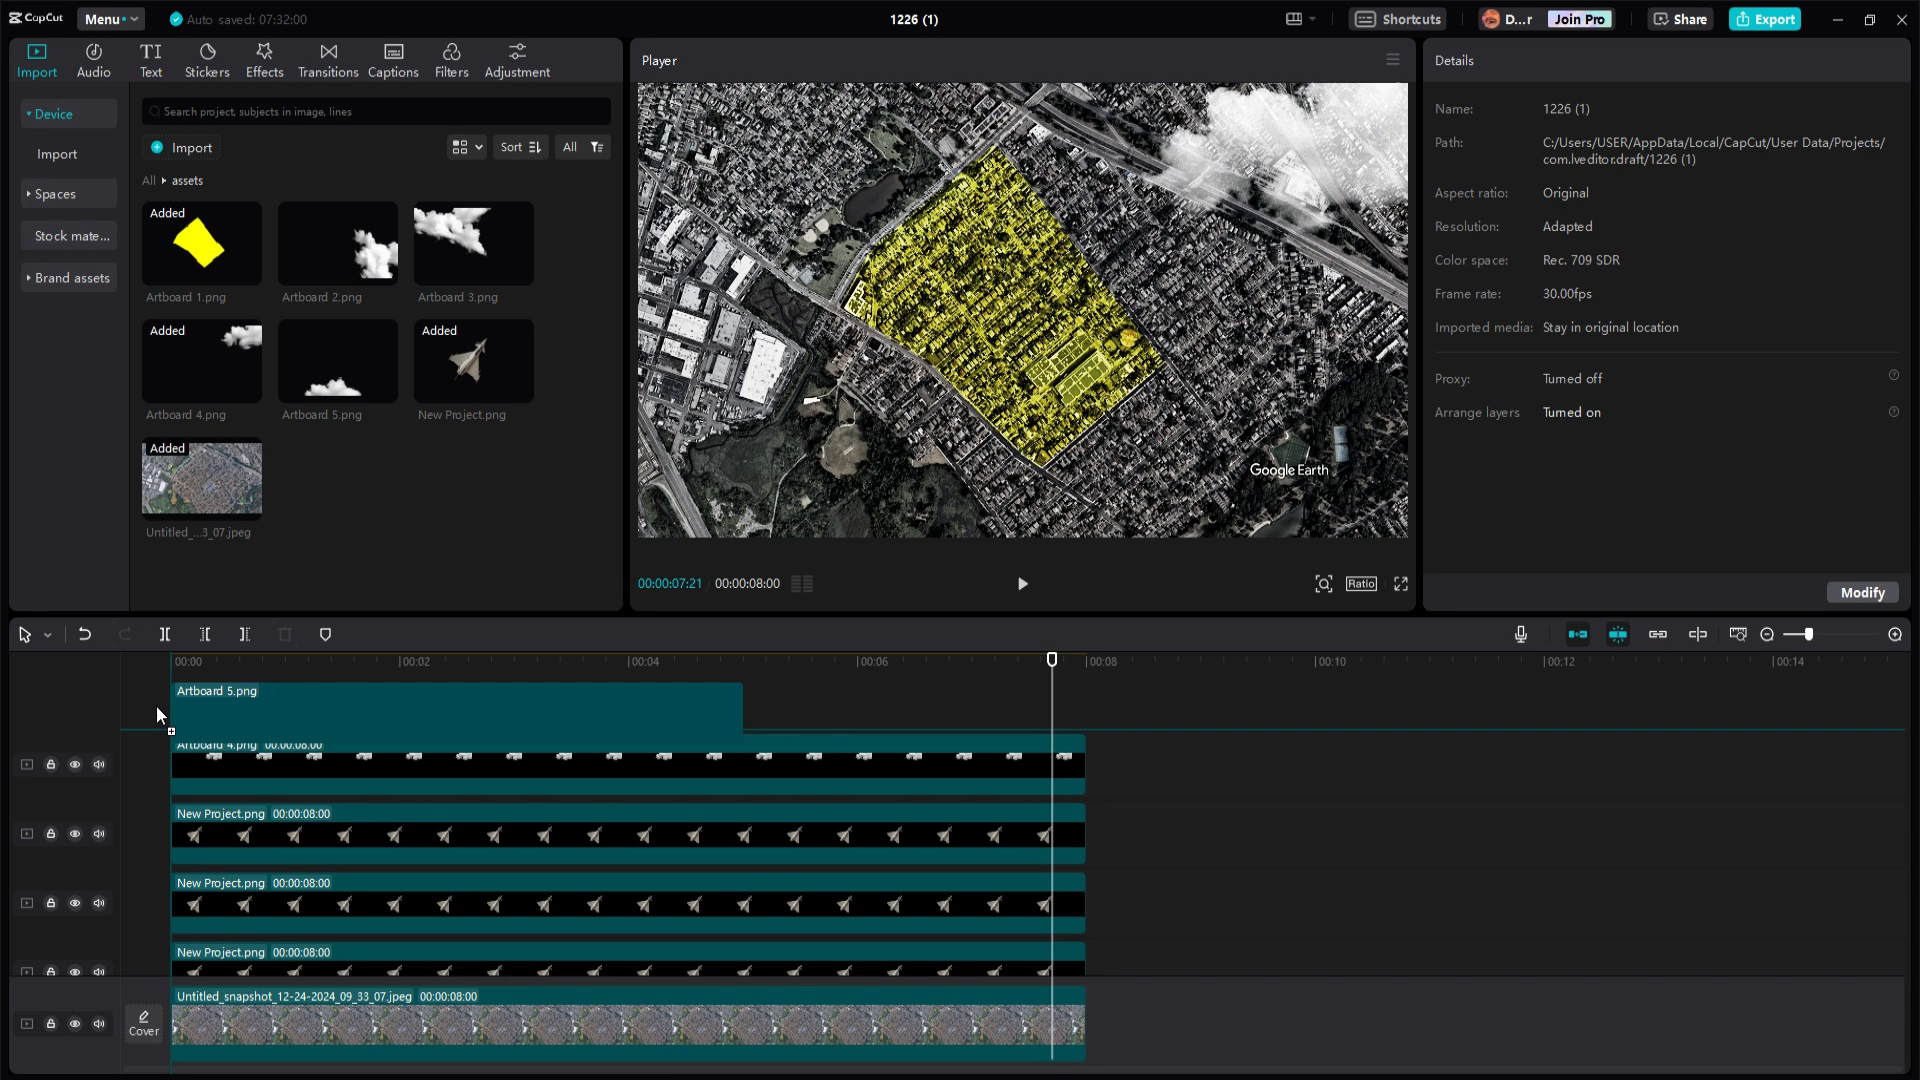 CapCut
Menu
Auto saved: 07:32:00
1226 (1)
Shortcuts
D...r
Join Pro
Share
Export
Import
Audio
TI
Text
Stickers
Effects
Transitions
Captions
Filters
Adjustment
Device
Import
Spaces
Stock mate...
Brand assets
Search project, subjects in image, lines
Import
Sort
All
All
assets
Added
Artboard 1.png
Artboard 2.png
Artboard 3.png
Added
Artboard 4.png
Artboard 5.png
Added
New Project.png
Added
Untitled_...3_07.jpeg
Player
Google Earth
00:00:07:21
00:00:08:00
Ratio
Details
Name:
1226 (1)
Path:
C:/Users/USER/AppData/Local/CapCut/User Data/Projects/
com.lveditor.draft/1226 (1)
Aspect ratio:
Original
Resolution:
Adapted
Color space:
Rec. 709 SDR
Frame rate:
30.00fps
Imported media:
Stay in original location
Proxy:
Turned off
Arrange layers
Turned on
Modify
00:00
00:02
00:04
00:06
00:08
00:10
00:12
00:14
Artboard 5.png
Artboard 4.png 00:00:08:00
New Project.png 00:00:08:00
New Project.png 00:00:08:00
New Project.png 00:00:08:00
Untitled_snapshot_12-24-2024_09_33_07.jpeg 00:00:08:00
Cover